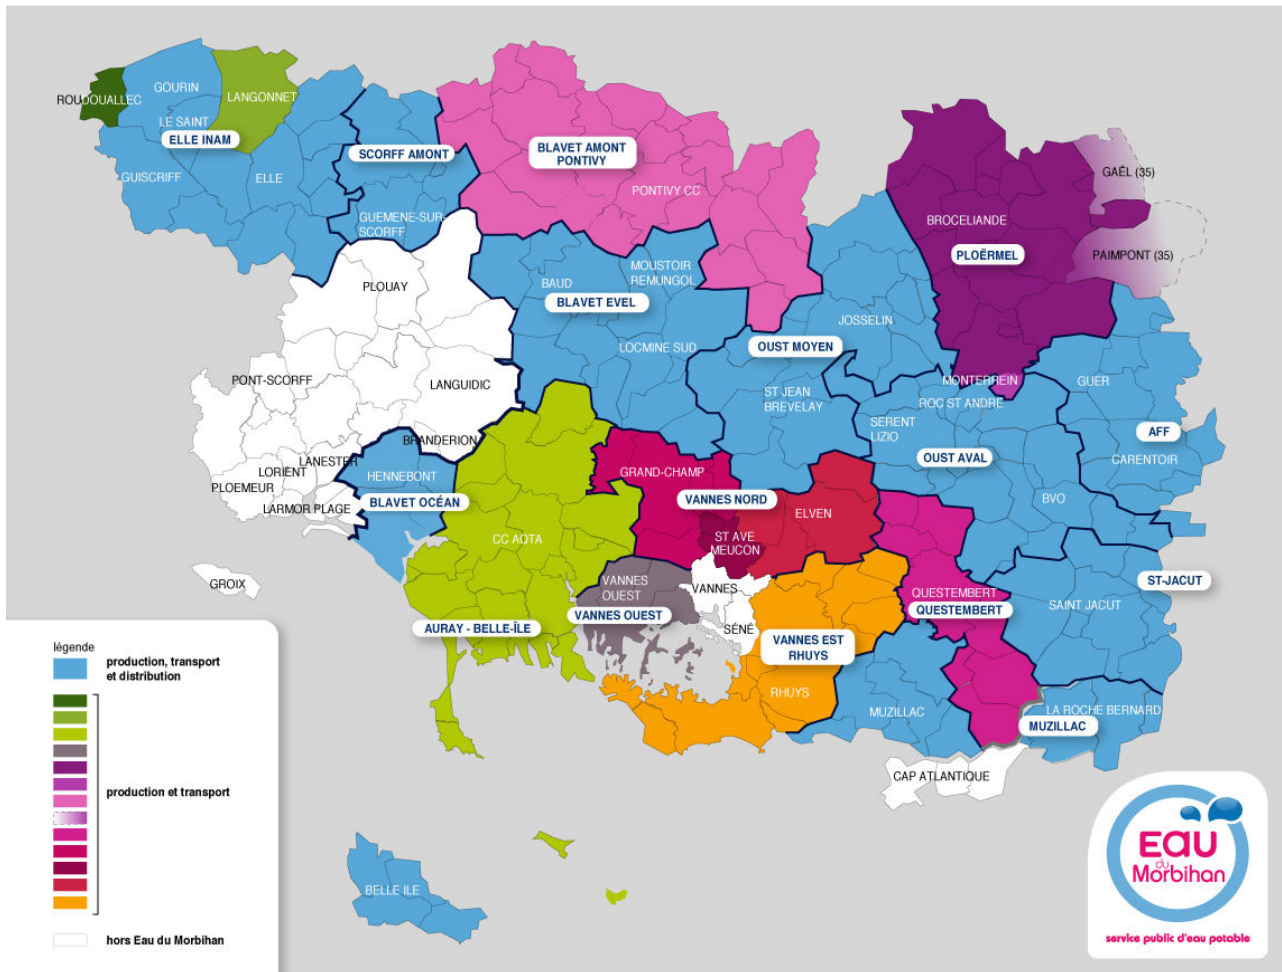 GOURIN
ROUDOUALLEC
LANGONNET
LE SAINT
ELLE INAM
SCORFF AMONT
BLAVET AMONT
PONTIVY
GAËL (35)
GUISCRIFF
ELLE
PONTIVY CC
GUEMENE-SUR-
SCORFF
BROCELIANDE
PLOËRMEL
PAIMPONT (35)
MOUSTOIR
REMUNGOL
BAUD
PLOUAY
BLAVET EVEL
JOSSELIN
LOCMINE SUD
OUST MOYEN
PONT-SCORFF
LANGUIDIC
MONTERREIN
GUER
ST JEAN
BREVELAY
ROC ST ANDRE
SERENT
LIZIO
AFF
BRANDERION
OUST AVAL
CARENTOIR
LANESTER
LORIENT
HENNEBONT
GRAND-CHAMP
PLOEMEUR
BLAVET OCÉAN
VANNES NORD
BVO
LARMOR PLAGE
ELVEN
CC AQTA
ST AVE
MEUCON
GROIX
VANNES
OUEST
VANNES
QUESTEMBERT
ST-JACUT
QUESTEMBERT
SAINT JACUT
VANNES OUEST
AURAY - BELLE-ÎLE
SÉNÉ
VANNES EST
RHUYS
RHUYS
MUZILLAC
LA ROCHE BERNARD
MUZILLAC
CAP ATLANTIQUE
BELLE ILE
légende
production, transport
et distribution
production et transport
hors Eau du Morbihan
Eau
du
Morbihan
service public d'eau potable